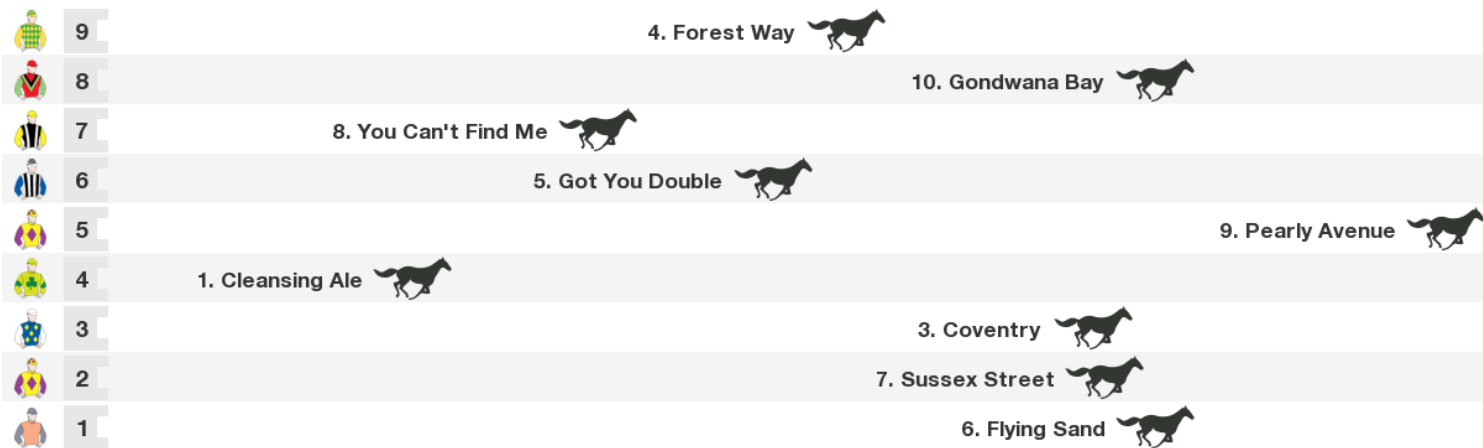 9 4. Forest Way
8 10. Gondwana Bay
7 8. You Can't Find Me
6 5. Got You Double
5 9. Pearly Avenue
4 1. Cleansing Ale
3 3. Coventry
2 7. Sussex Street
1 6. Flying Sand